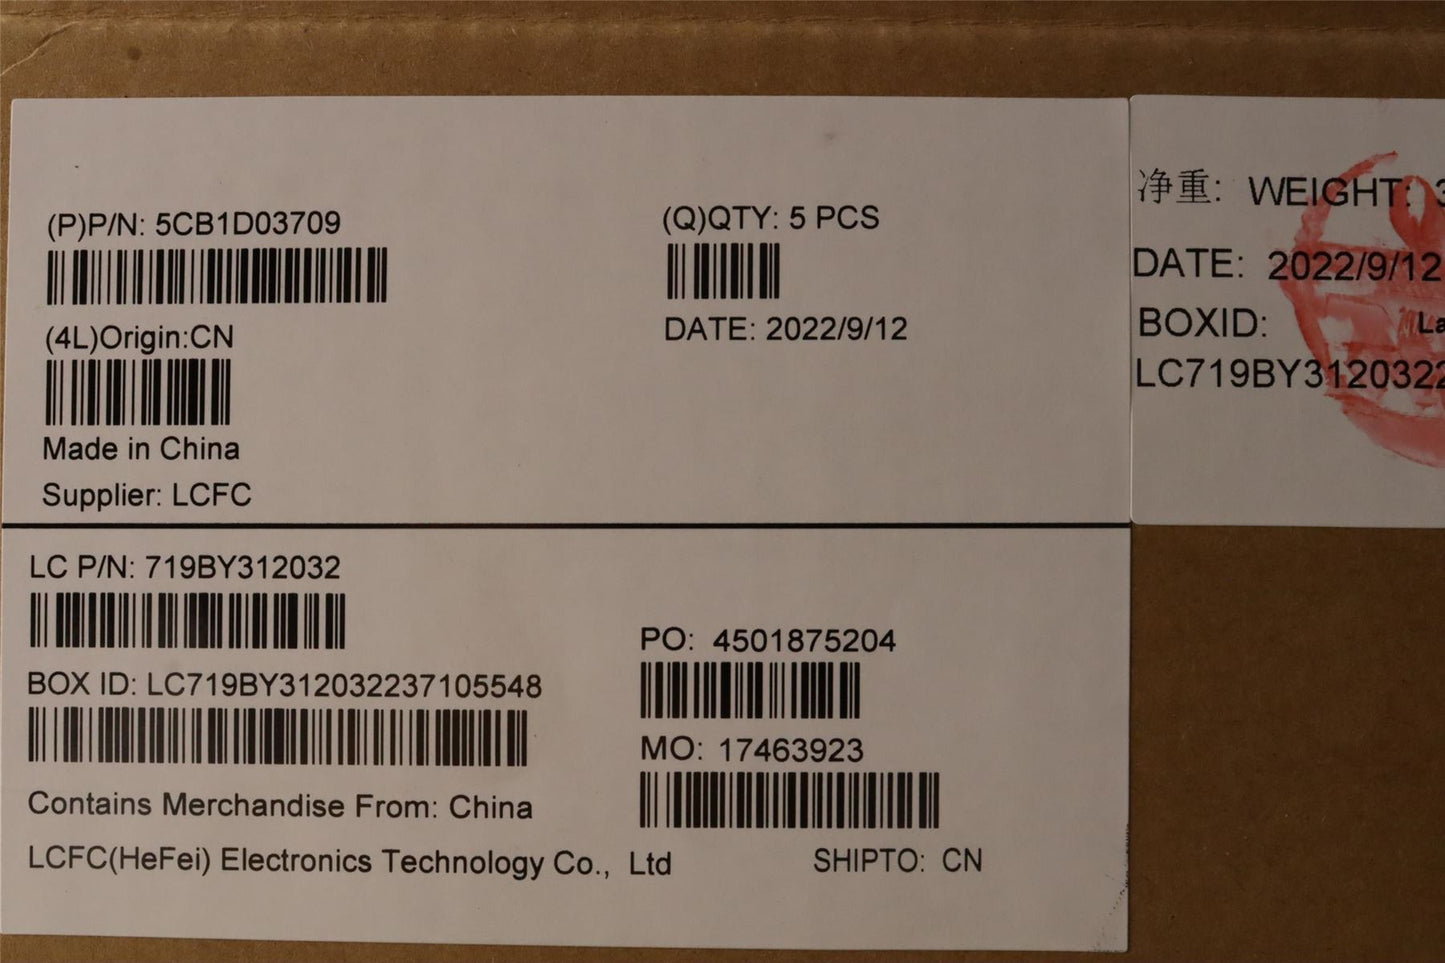 (P)P/N: 5CB1D03709
(Q)QTY: 5 PCS
(4L)Origin:CN
DATE: 2022/9/12
Made in China
Supplier: LCFC
LC P/N: 719BY312032
PO: 4501875204
BOX ID: LC719BY312032237105548
MO: 17463923
Contains Merchandise From: China
LCFC(HeFei) Electronics Technology Co., Ltd
SHIPTO: CN
净重: WEIGHT:
DATE: 2022/9/12
BOXID:
LC719BY312032